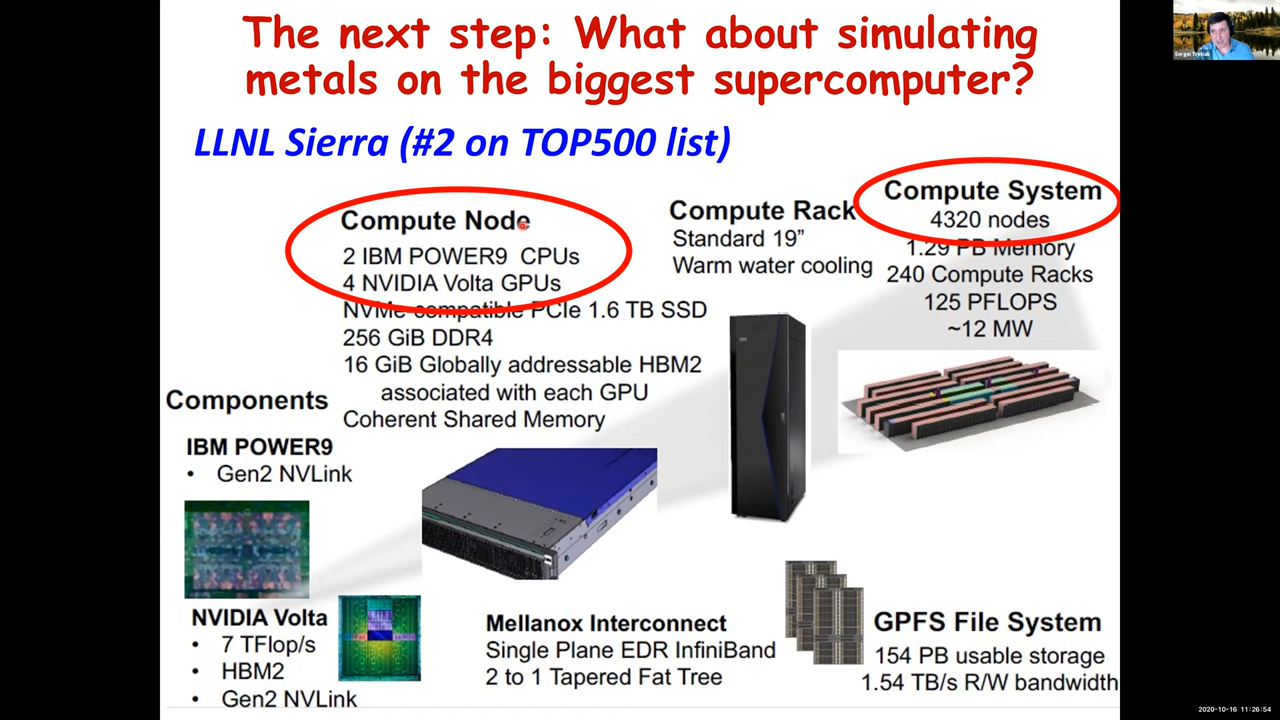 The next step: What about simulating
metals on the biggest supercomputer?
LLNL Sierra (#2 on TOP500 list)
Compute Node
2 IBM POWER9 CPUs
4 NVIDIA Volta GPUs
NVMe-compatible PCIe 1.6 TB SSD
256 GiB DDR4
16 GiB Globally addressable HBM2
associated with each GPU
Coherent Shared Memory
Compute Rack
Standard 19”
Warm water cooling
Compute System
4320 nodes
1.29 PB Memory
240 Compute Racks
125 PFLOPS
~12 MW
Components
IBM POWER9
• Gen2 NVLink
NVIDIA Volta
• 7 TFlop/s
• HBM2
• Gen2 NVLink
Mellanox Interconnect
Single Plane EDR InfiniBand
2 to 1 Tapered Fat Tree
GPFS File System
154 PB usable storage
1.54 TB/s R/W bandwidth
Sergei Tretiak
2020-10-16 11:26:54